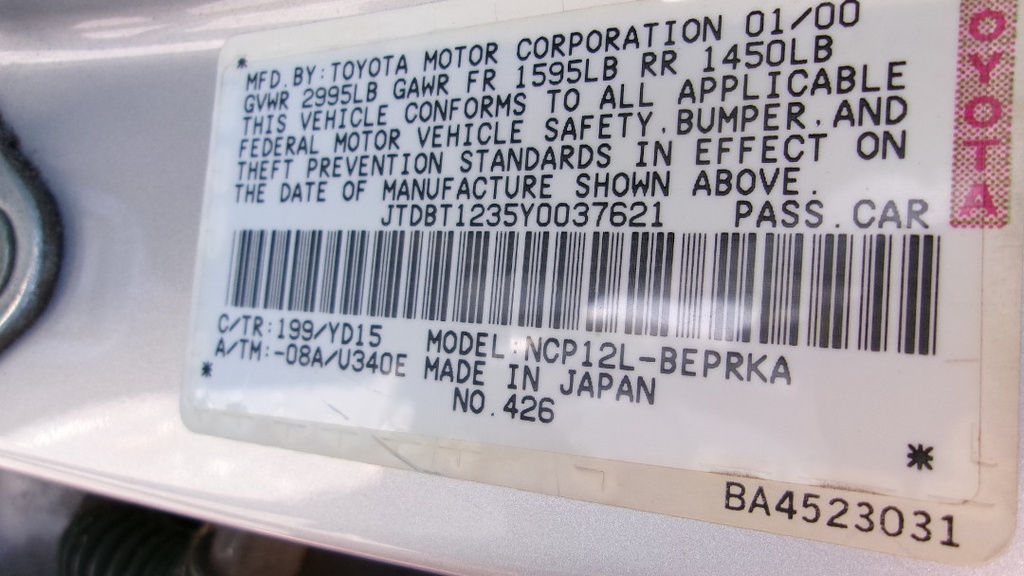 *
MFD. BY: TOYOTA MOTOR CORPORATION 01/00
GVWR 2995LB GAWR FR 1595LB RR 1450LB
THIS VEHICLE CONFORMS TO ALL APPLICABLE
FEDERAL MOTOR VEHICLE SAFETY, BUMPER, AND
THEFT PREVENTION STANDARDS IN EFFECT ON
THE DATE OF MANUFACTURE SHOWN ABOVE.
JTDBT1235Y0037621 PASS. CAR
C/TR: 199/YD15 MODEL: NCP12L-BEPRKA
A/TM: -08A/U340E MADE IN JAPAN
* NO. 426
*
BA4523031
OYOTA